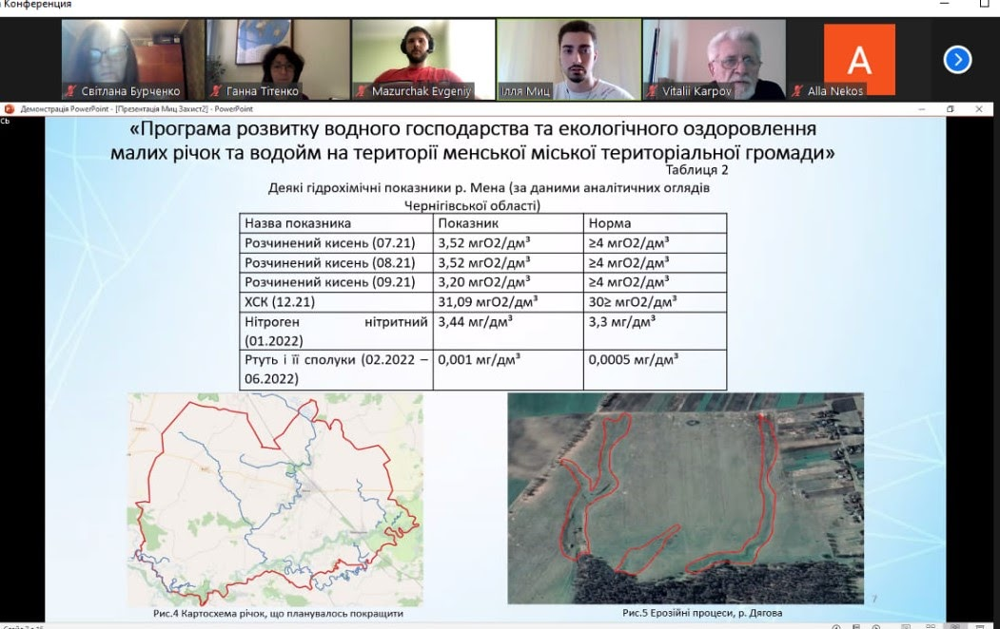 Конференция
Світлана Бурченко
Ганна Тітенко
Mazurchak Evgeniy
Ілля Миц
Vitalii Karpov
A
Alla Nekos
Демонстрація PowerPoint - [Презентація Миц Захист2] - PowerPoint
сь
«Програма розвитку водного господарства та екологічного оздоровлення
малих річок та водойм на території менської міської територіальної громади»
Таблиця 2
Деякі гідрохімічні показники р. Мена (за даними аналітичних оглядів
Чернігівської області)
Назва показника Показник Норма
Розчинений кисень (07.21) 3,52 мгО2/дм³ ≥4 мгО2/дм³
Розчинений кисень (08.21) 3,52 мгО2/дм³ ≥4 мгО2/дм³
Розчинений кисень (09.21) 3,20 мгО2/дм³ ≥4 мгО2/дм³
ХСК (12.21) 31,09 мгО2/дм³ 30≥ мгО2/дм³
Нітроген нітритний 3,44 мг/дм³ 3,3 мг/дм³
(01.2022)
Ртуть і її сполуки (02.2022 – 0,001 мг/дм³ 0,0005 мг/дм³
06.2022)
Рис.4 Картосхема річок, що планувалось покращити
Рис.5 Ерозійні процеси, р. Дягова
7